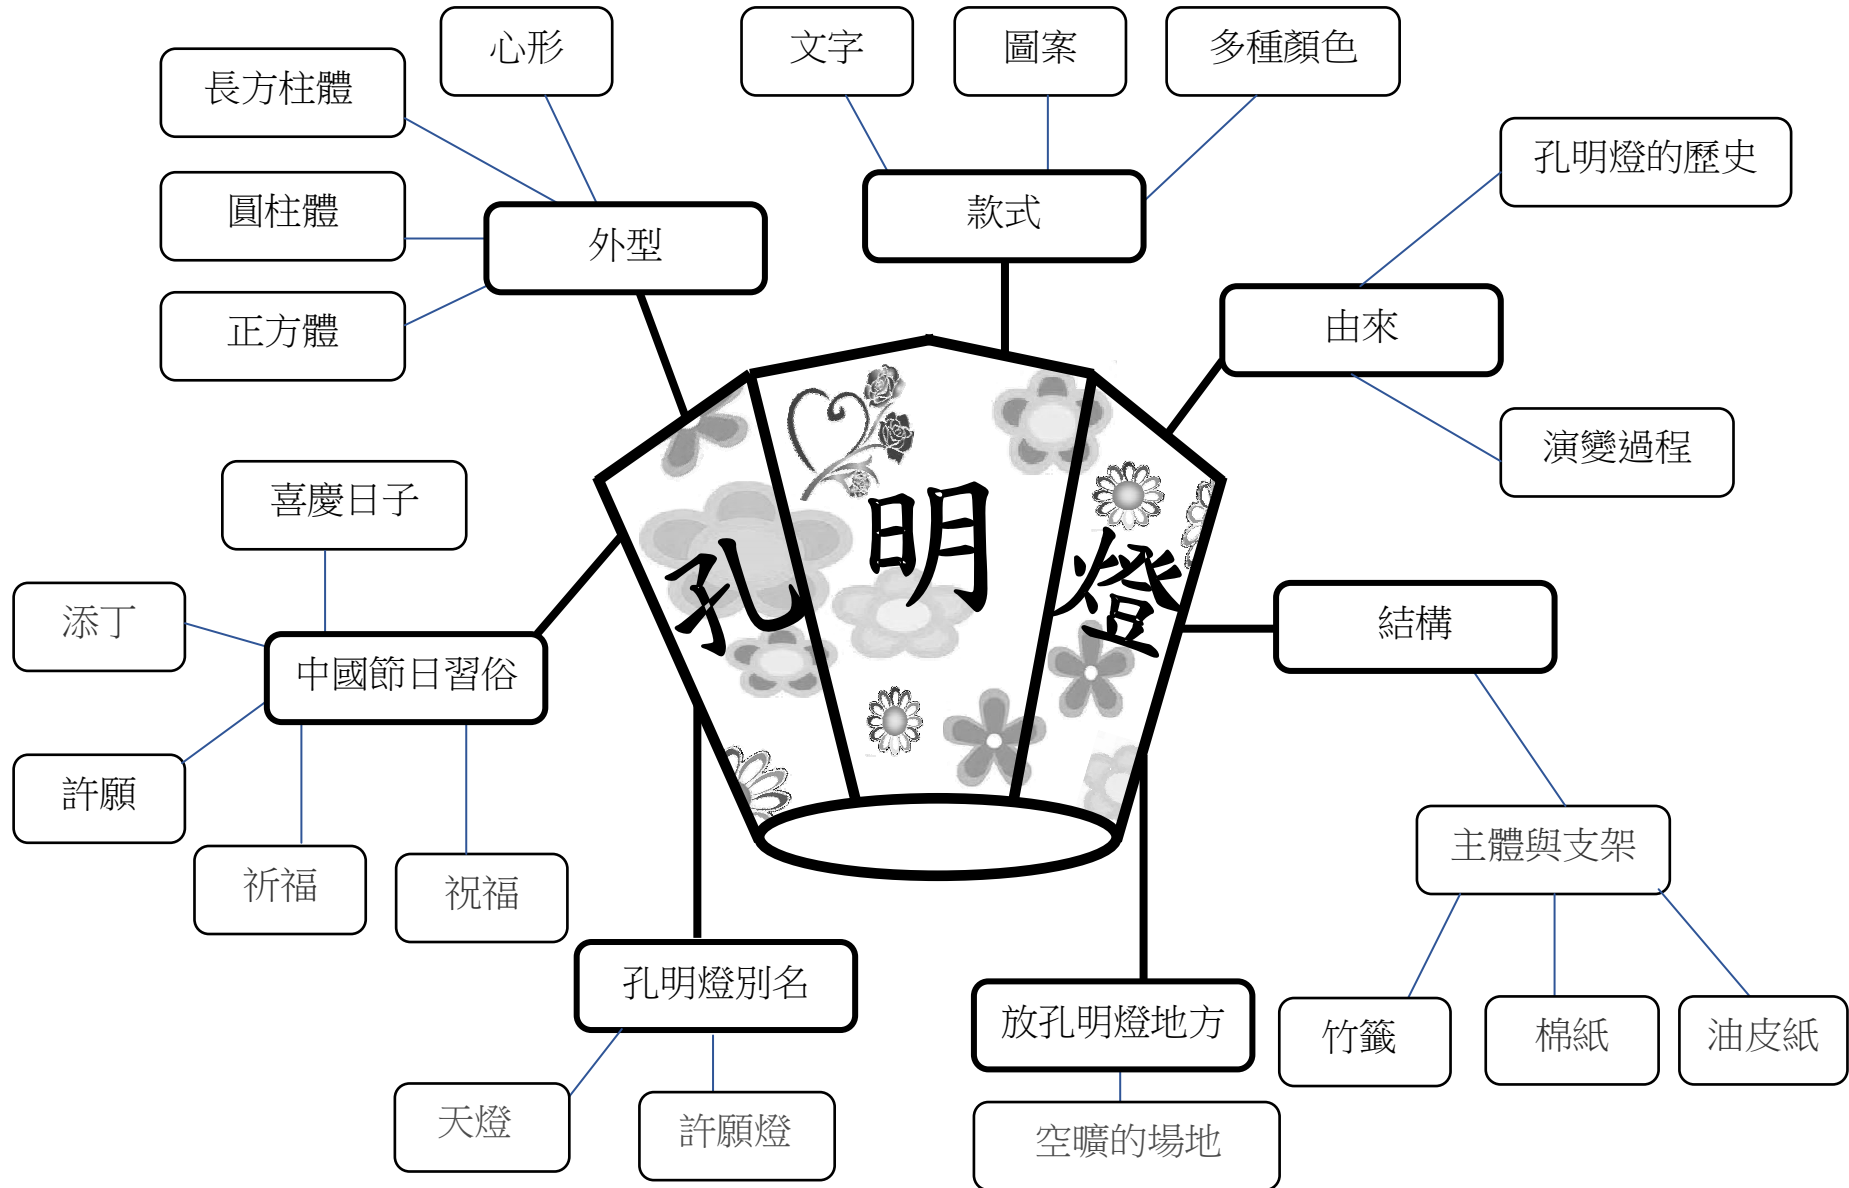 心形
文字
圖案
多種顏色
長方柱體
孔明燈的歷史
圓柱體
款式
外型
正方體
由來
演變過程
喜慶日子
孔明燈
添丁
結構
中國節日習俗
許願
主體與支架
祈福
祝福
孔明燈別名
放孔明燈地方
竹籤
棉紙
油皮紙
天燈
許願燈
空曠的場地